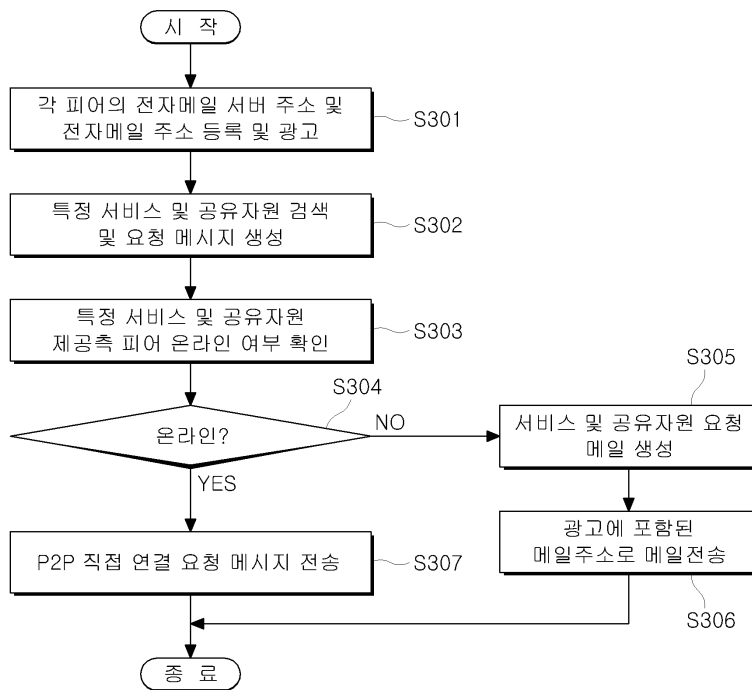 시 작
각 피어의 전자메일 서버 주소 및
전자메일 주소 등록 및 광고
S301
특정 서비스 및 공유자원 검색
및 요청 메시지 생성
S302
특정 서비스 및 공유자원
제공측 피어 온라인 여부 확인
S303
S304
온라인?
NO
YES
S305
서비스 및 공유자원 요청
메일 생성
광고에 포함된
메일주소로 메일전송
S306
P2P 직접 연결 요청 메시지 전송
S307
종 료